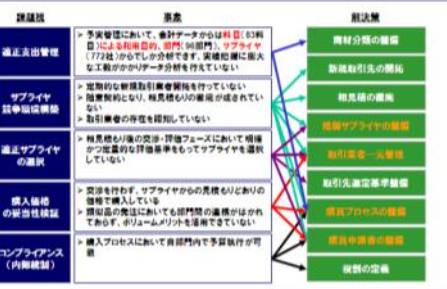 課題視
事象
解決策
適正支出管理
> 予実管理において、会計データからは科目(83科
目)による利用目的、部門(96部門)、サプライヤ
(772社)からでしか分析できず、実績把握に膨大
な工数がかかりデータ分析を行えていない
商材分類の整備
新規取引先の開拓
サプライヤ
競争環境構築
> 定期的な新規取引業者開拓を行っていない
> 随意契約となり、相見積もりの徹底が成されてい
ない
> 取引業者の存在を認知していない
相見積の徹底
サプライヤの整備
適正サプライヤ
の選択
> 相見積もり後の交渉・評価フェーズにおいて明確
かつ定量的な評価基準をもってサプライヤを選択
していない
取引業者一元管理
取引先選定基準整備
購入価格
の妥当性検証
> 交渉を行わず、サプライヤからの見積もりどおりの
価格で購入している
> 類似品の発注においても部門間の連携がはかれ
ておらず、ボリュームメリットを活用できていない
購買プロセスの整備
購買申請書の整備
コンプライアンス
(内部統制)
> 購入プロセスにおいて自部門内で予算執行が可
能
役割の定義